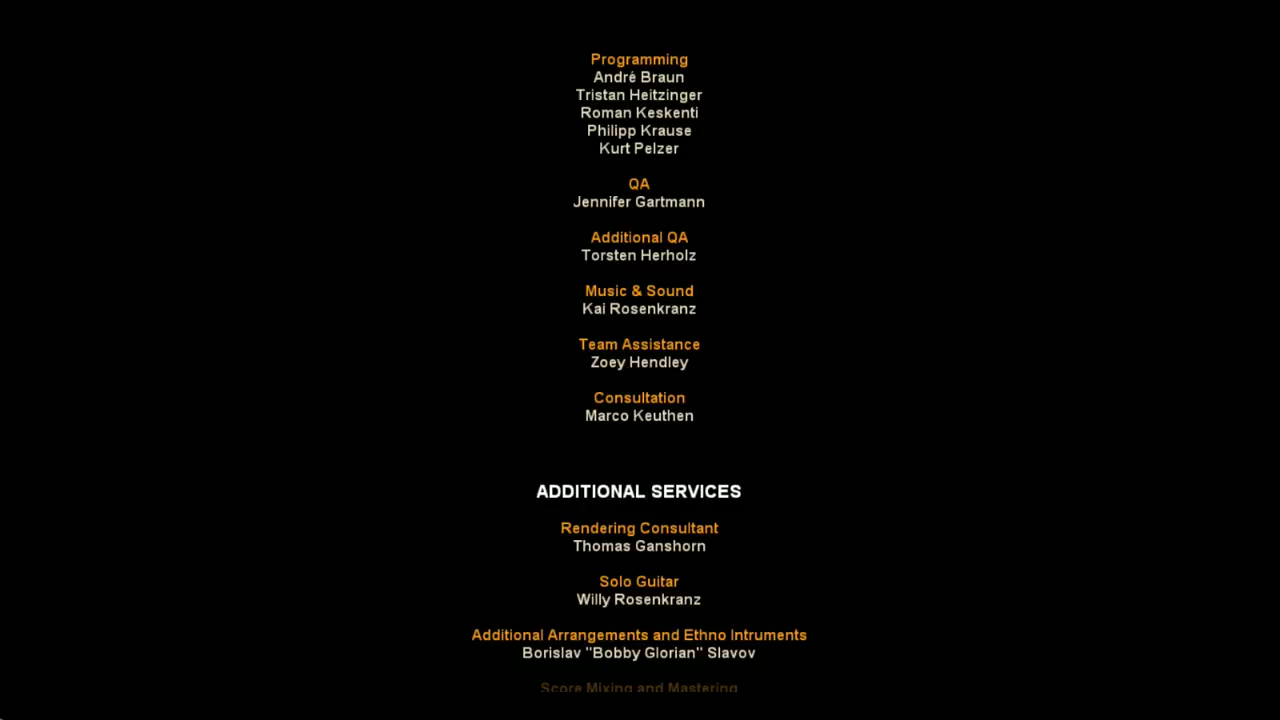 Programming
André Braun
Tristan Heitzinger
Roman Keskenti
Philipp Krause
Kurt Pelzer
QA
Jennifer Gartmann
Additional QA
Torsten Herholz
Music & Sound
Kai Rosenkranz
Team Assistance
Zoey Hendley
Consultation
Marco Keuthen
ADDITIONAL SERVICES
Rendering Consultant
Thomas Ganshorn
Solo Guitar
Willy Rosenkranz
Additional Arrangements and Ethno Intruments
Borislav "Bobby Glorian" Slavov
Score Mixing and Mastering